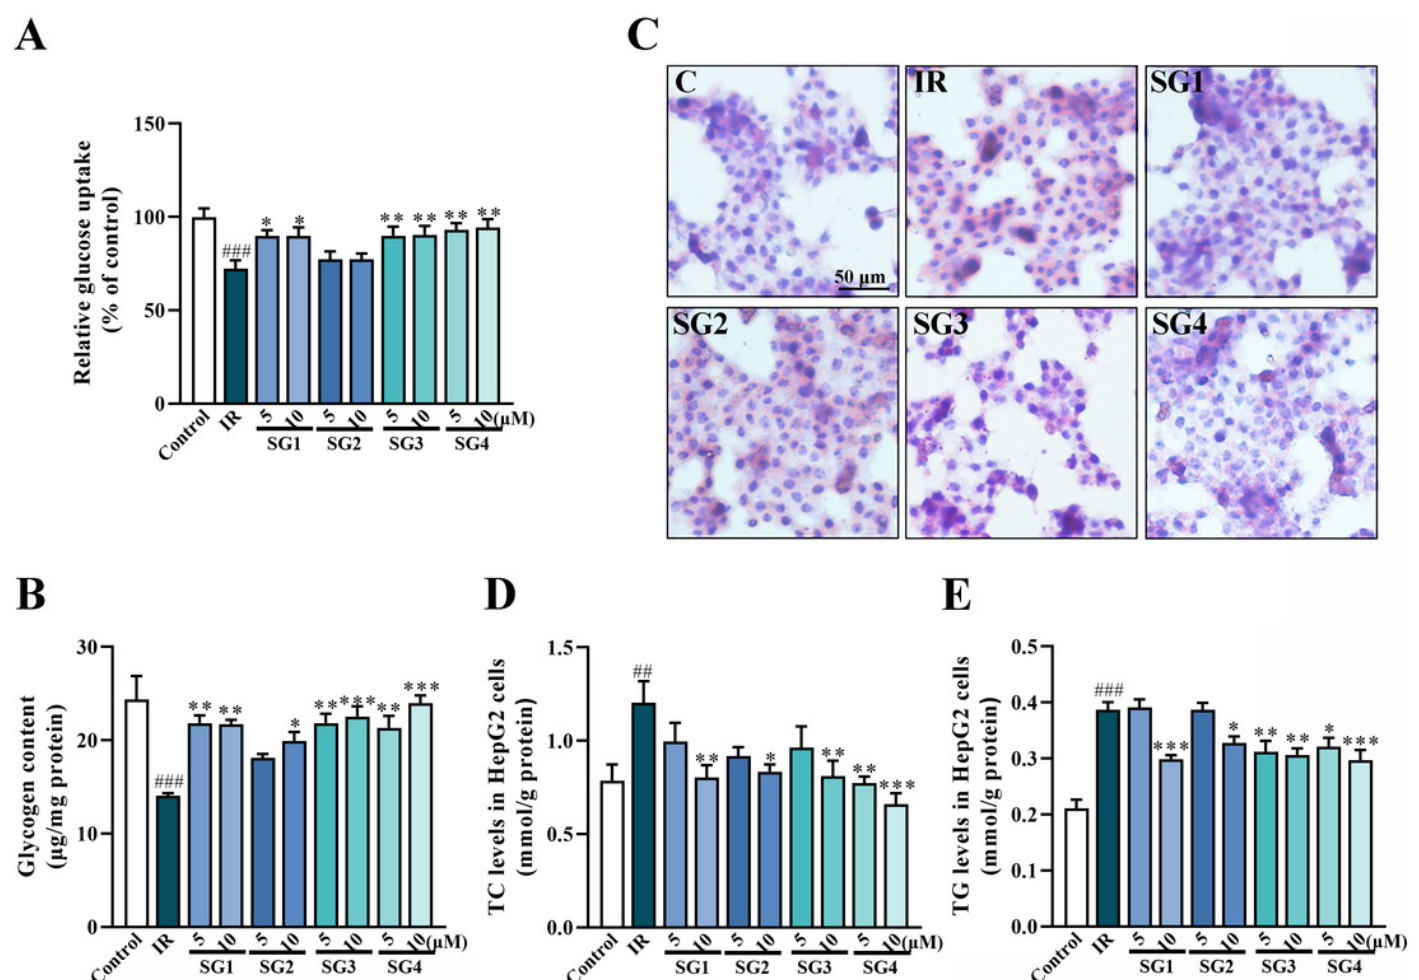 A
Relative glucose uptake
(% of control)
150
100
50
0
###
*
*
**
**
**
**
Control
IR
5
10
5
10
5
10
5
10
(μM)
SG1
SG2
SG3
SG4
C
C
IR
SG1
50 μm
SG2
SG3
SG4
B
Glycogen content
(μg/mg protein)
30
20
10
0
###
**
**
*
**
***
**
***
Control
IR
5
10
5
10
5
10
5
10
(μM)
SG1
SG2
SG3
SG4
D
TC levels in HepG2 cells
(mmol/g protein)
1.5
1.0
0.5
0.0
##
**
*
**
**
***
Control
IR
5
10
5
10
5
10
5
10
(μM)
SG1
SG2
SG3
SG4
E
TG levels in HepG2 cells
(mmol/g protein)
0.5
0.4
0.3
0.2
0.1
0.0
###
***
*
**
**
*
***
Control
IR
5
10
5
10
5
10
5
10
(μM)
SG1
SG2
SG3
SG4